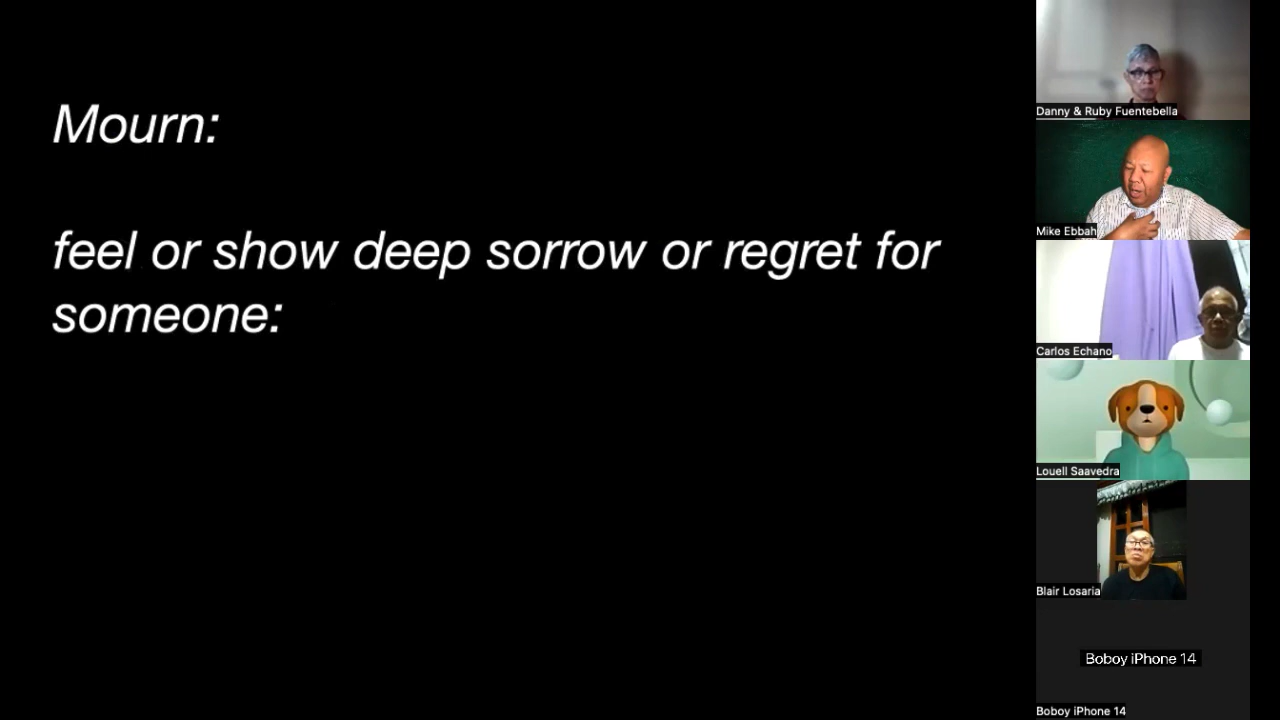 Mourn:
feel or show deep sorrow or regret for
someone:
Danny & Ruby Fuentebella
Mike Ebbah
Carlos Echano
Louell Saavedra
Blair Losaria
Boboy iPhone 14
Boboy iPhone 14